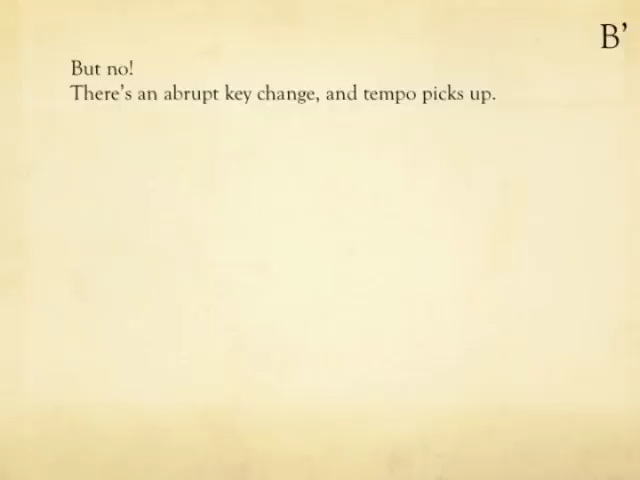 B’
But no!
There’s an abrupt key change, and tempo picks up.